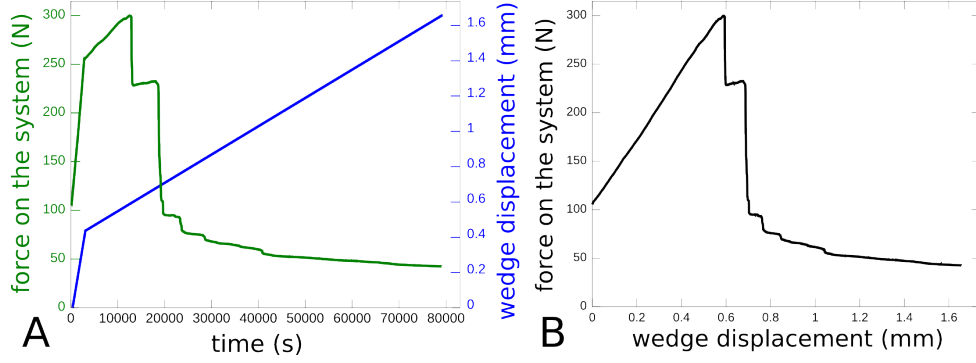 force on the system (N)
300
250
200
150
100
50
0
0 10000 20000 30000 40000 50000 60000 70000 80000
time (s)
1.6
1.4
1.2
1
0.8
0.6
0.4
0.2
0
wedge displacement (mm)
A
force on the system (N)
300
250
200
150
100
50
0
0 0.2 0.4 0.6 0.8 1 1.2 1.4 1.6
wedge displacement (mm)
B